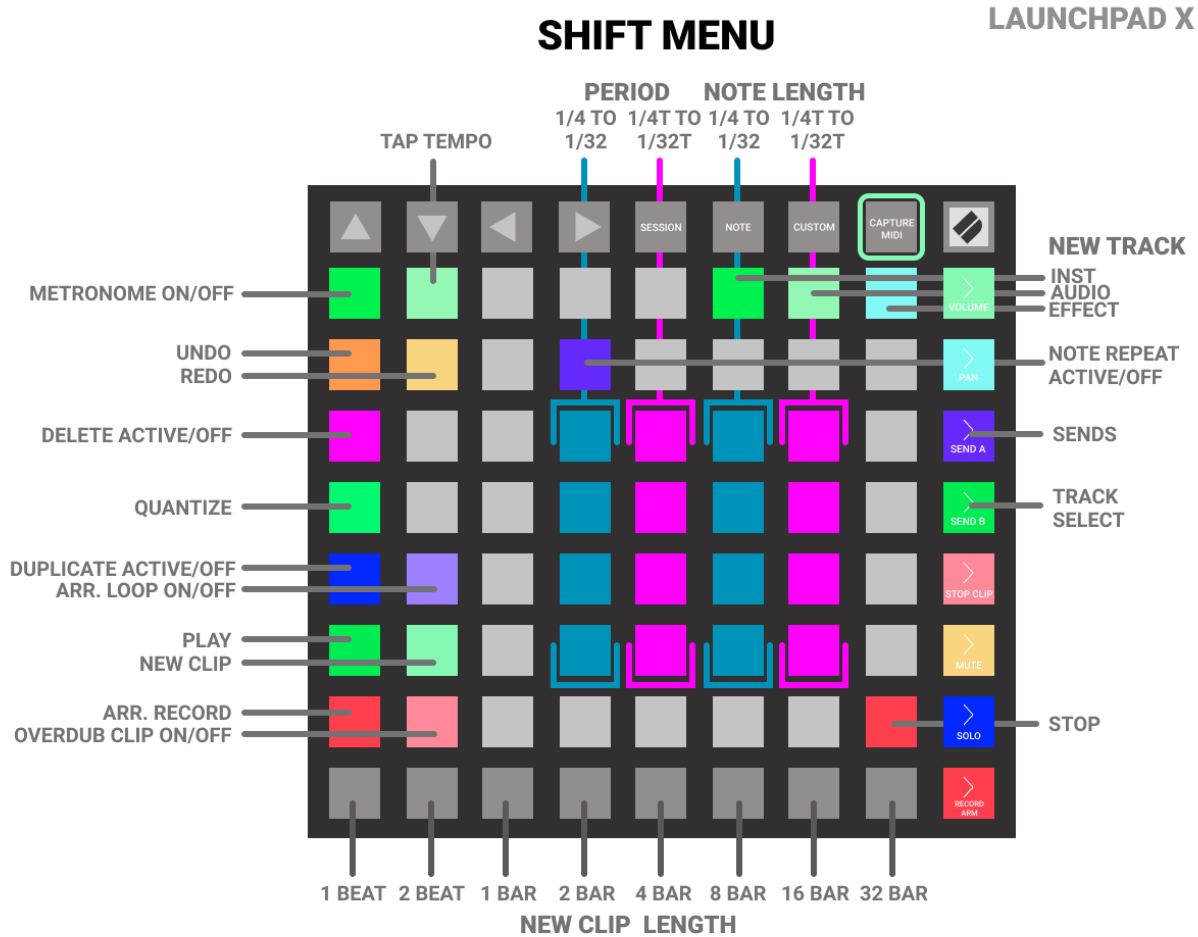 LAUNCHPAD X
SHIFT MENU
PERIOD
NOTE LENGTH
1/4 TO
1/32
1/4T TO
1/32T
1/4 TO
1/32
1/4T TO
1/32T
TAP TEMPO
SESSION
NOTE
CUSTOM
CAPTURE
MIDI
NEW TRACK
INST
AUDIO
EFFECT
METRONOME ON/OFF
VOLUME
UNDO
REDO
PAN
NOTE REPEAT
ACTIVE/OFF
DELETE ACTIVE/OFF
SEND A
SENDS
QUANTIZE
SEND B
TRACK
SELECT
DUPLICATE ACTIVE/OFF
ARR. LOOP ON/OFF
STOP CLIP
PLAY
NEW CLIP
MUTE
ARR. RECORD
OVERDUB CLIP ON/OFF
SOLO
STOP
RECORD
ARM
1 BEAT
2 BEAT
1 BAR
2 BAR
4 BAR
8 BAR
16 BAR
32 BAR
NEW CLIP LENGTH